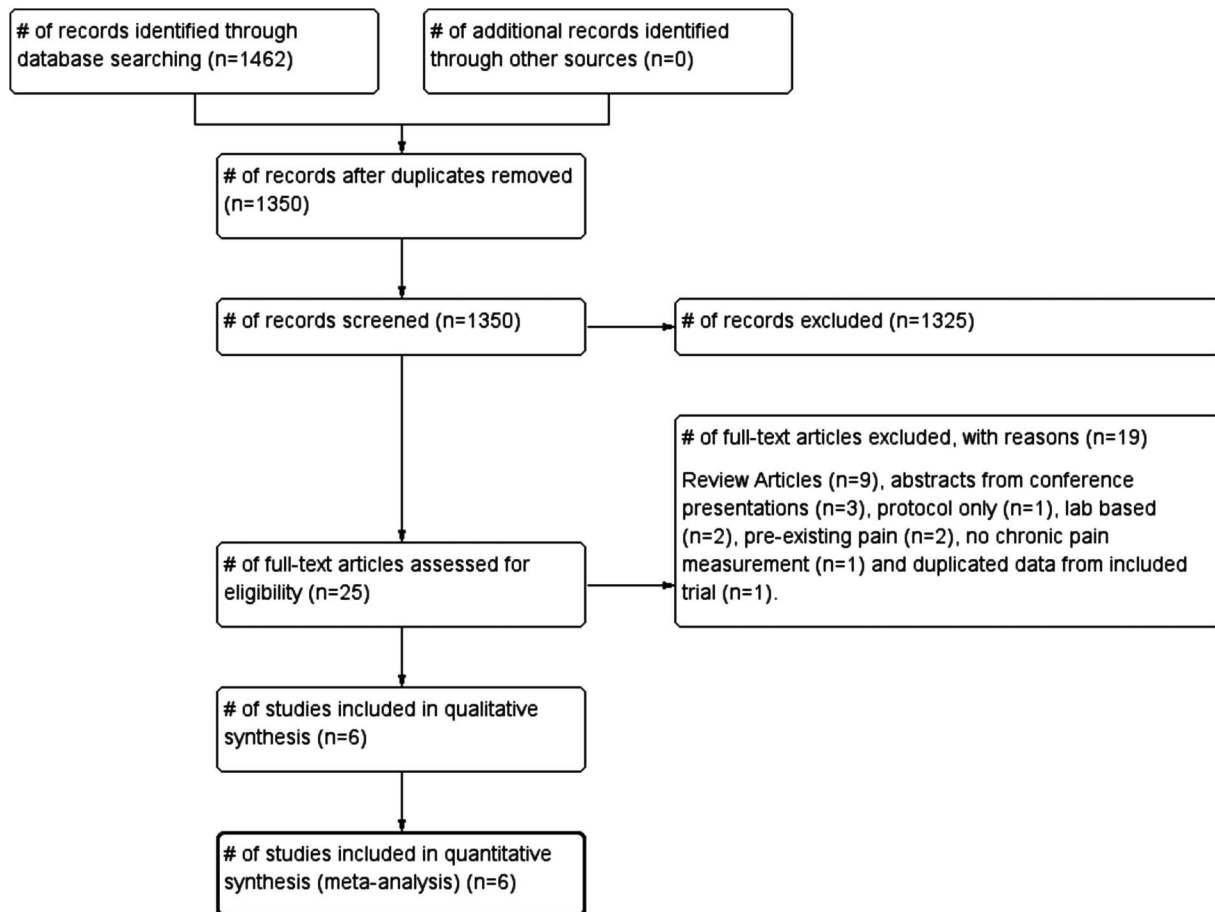 # of records identified through
database searching (n=1462)
# of additional records identified
through other sources (n=0)
# of records after duplicates removed
(n=1350)
# of records screened (n=1350)
# of records excluded (n=1325)
# of full-text articles excluded, with reasons (n=19)
Review Articles (n=9), abstracts from conference
presentations (n=3), protocol only (n=1), lab based
(n=2), pre-existing pain (n=2), no chronic pain
measurement (n=1) and duplicated data from included
trial (n=1).
# of full-text articles assessed for
eligibility (n=25)
# of studies included in qualitative
synthesis (n=6)
# of studies included in quantitative
synthesis (meta-analysis) (n=6)